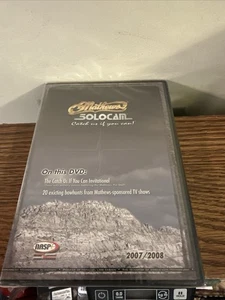 Mathews
SOLOCAM
Catch us if you can!
On this DVD:
The Catch Us If You Can Invitational
20 exciting bowhunts from Mathews sponsored TV shows
NASP
2007/2008